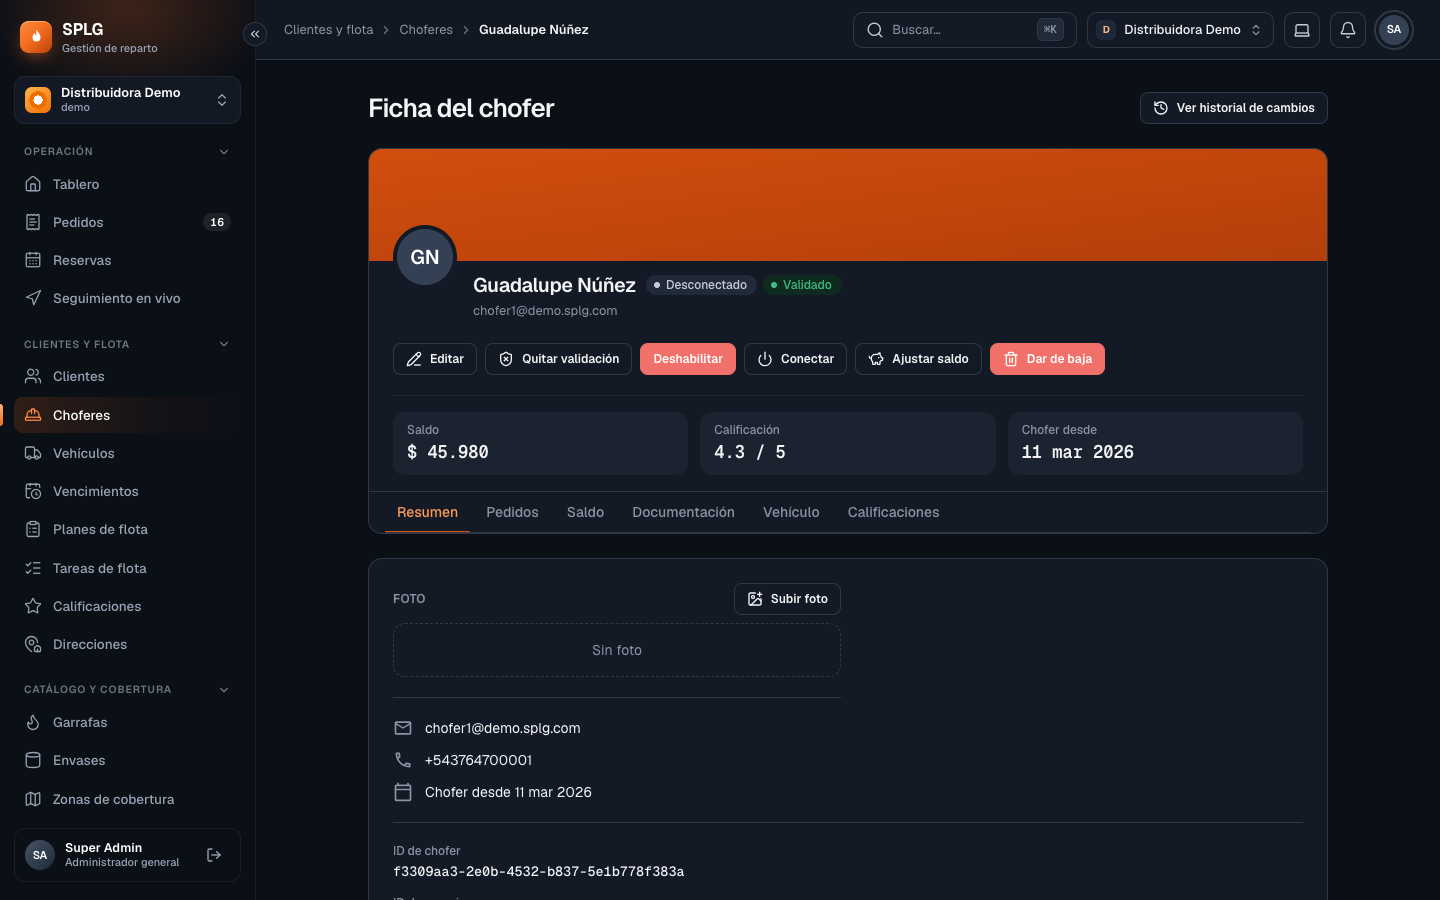 SPLG
Gestión de reparto
Distribuidora Demo
demo
OPERACIÓN
Tablero
Pedidos 16
Reservas
Seguimiento en vivo
CLIENTES Y FLOTA
Clientes
Choferes
Vehículos
Vencimientos
Planes de flota
Tareas de flota
Calificaciones
Direcciones
CATÁLOGO Y COBERTURA
Garrafas
Envases
Zonas de cobertura
SA Super Admin
Administrador general
Clientes y flota Choferes Guadalupe Núñez
Buscar... ⌘K
D Distribuidora Demo
SA
Ficha del chofer
Ver historial de cambios
GN
Guadalupe Núñez Desconectado Validado
chofer1@demo.splg.com
Editar Quitar validación Deshabilitar Conectar Ajustar saldo Dar de baja
Saldo
$ 45.980
Calificación
4.3 / 5
Chofer desde
11 mar 2026
Resumen Pedidos Saldo Documentación Vehículo Calificaciones
FOTO Subir foto
Sin foto
chofer1@demo.splg.com
+543764700001
Chofer desde 11 mar 2026
ID de chofer
f3309aa3-2e0b-4532-b837-5e1b778f383a